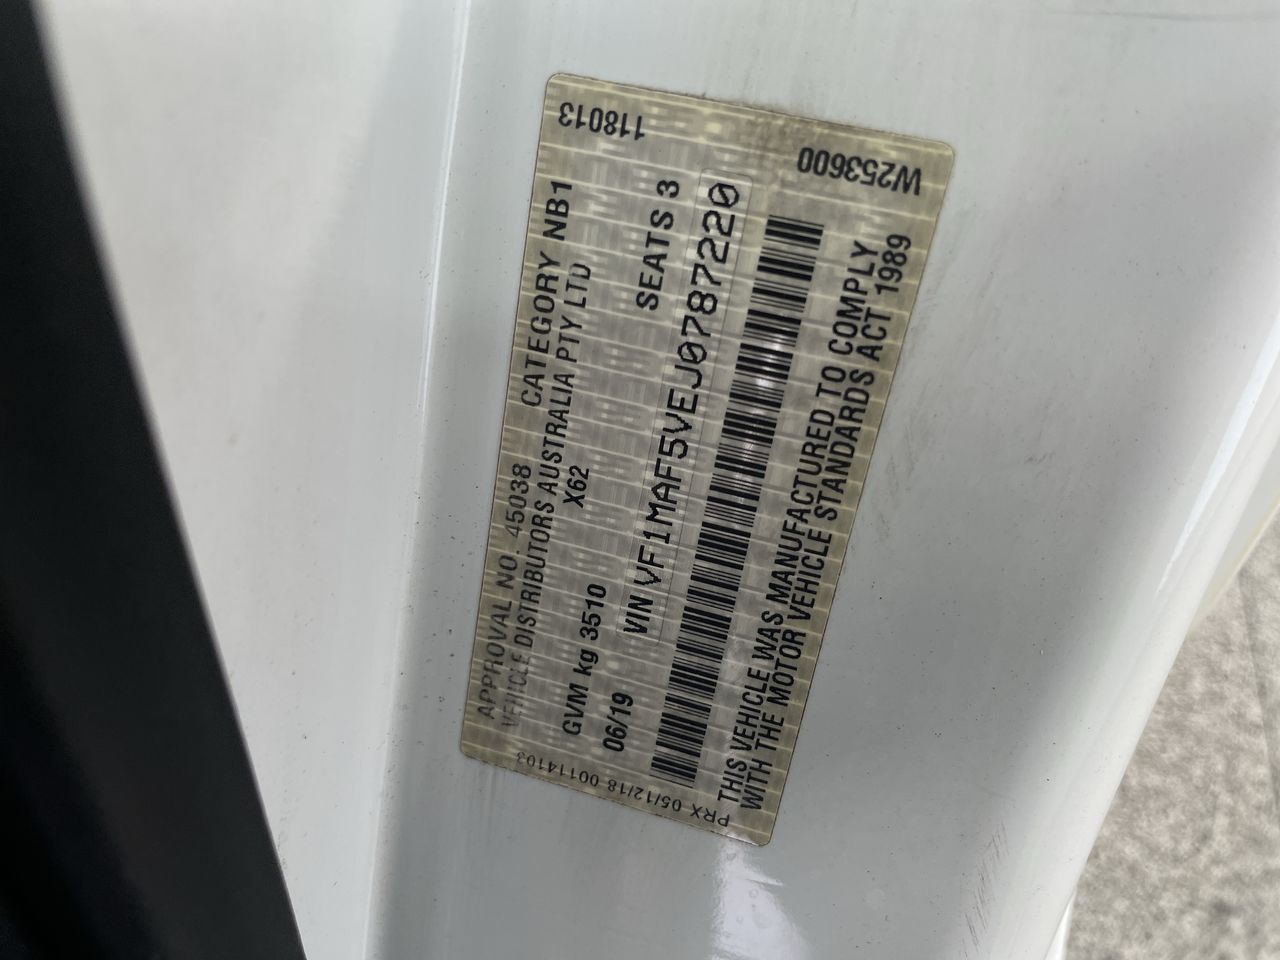 APPROVAL NO. 45038 CATEGORY NB1
VEHICLE DISTRIBUTORS AUSTRALIA PTY LTD
X62
GVM kg 3510 SEATS 3
06/19
VIN VF1MAF5VEJ0787220
THIS VEHICLE WAS MANUFACTURED TO COMPLY
WITH THE MOTOR VEHICLE STANDARDS ACT 1989
118013
W253600
PRX 05/12/18 00114103